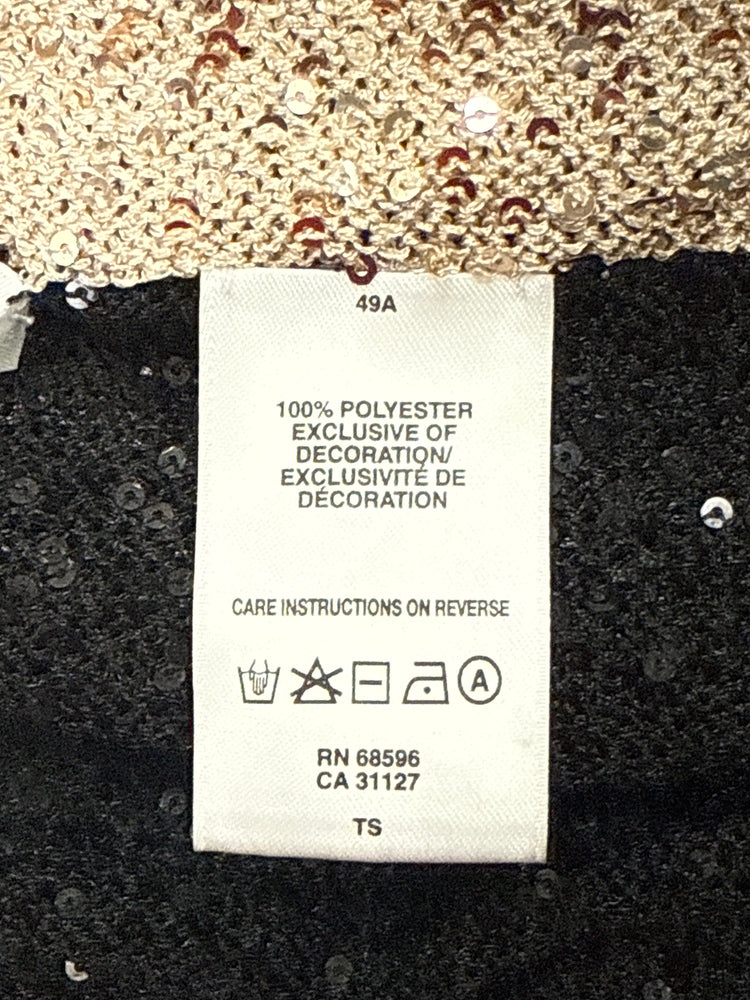 49A
100% POLYESTER
EXCLUSIVE OF
DECORATION/
EXCLUSIVITÉ DE
DÉCORATION
CARE INSTRUCTIONS ON REVERSE
A
RN 68596
CA 31127
TS